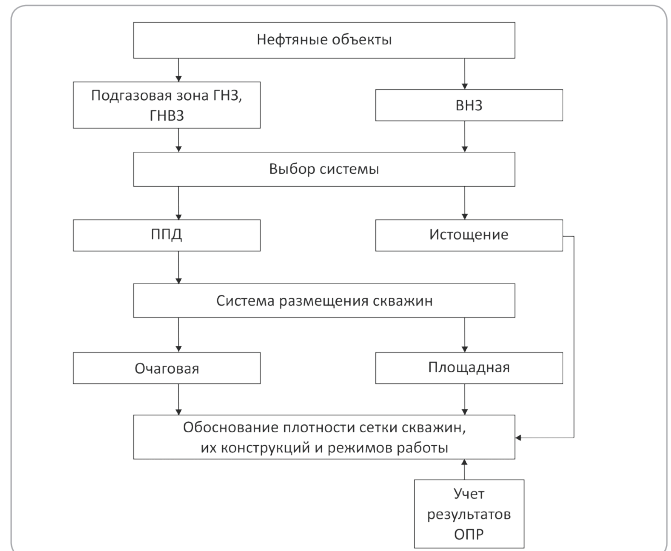 Нефтяные объекты
Подгазовая зона ГНЗ,
ГНВЗ
ВНЗ
Выбор системы
ППД
Истощение
Система размещения скважин
Очаговая
Площадная
Обоснование плотности сетки скважин,
их конструкций и режимов работы
Учет
результатов
ОПР